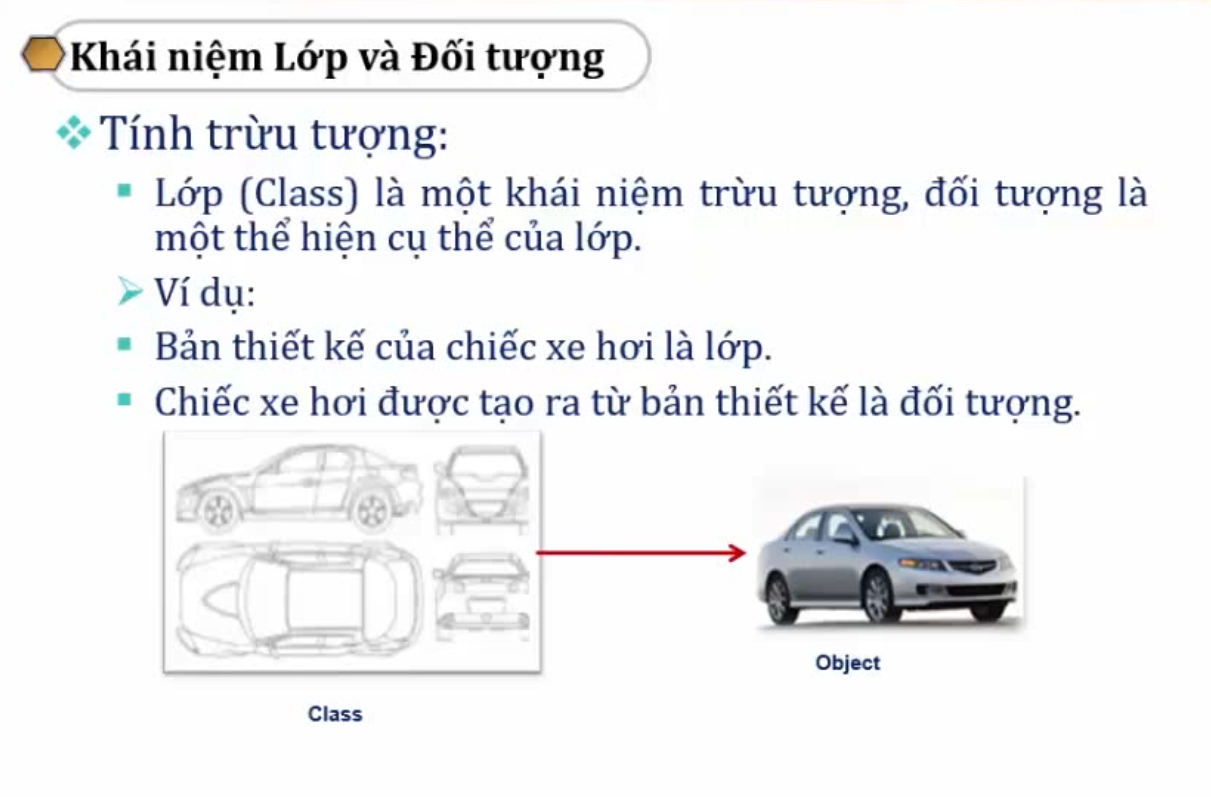 Khái niệm Lớp và Đối tượng
Tính trừu tượng:
Lớp (Class) là một khái niệm trừu tượng, đối tượng là
một thể hiện cụ thể của lớp.
Ví dụ:
Bản thiết kế của chiếc xe hơi là lớp.
Chiếc xe hơi được tạo ra từ bản thiết kế là đối tượng.
Object
Class